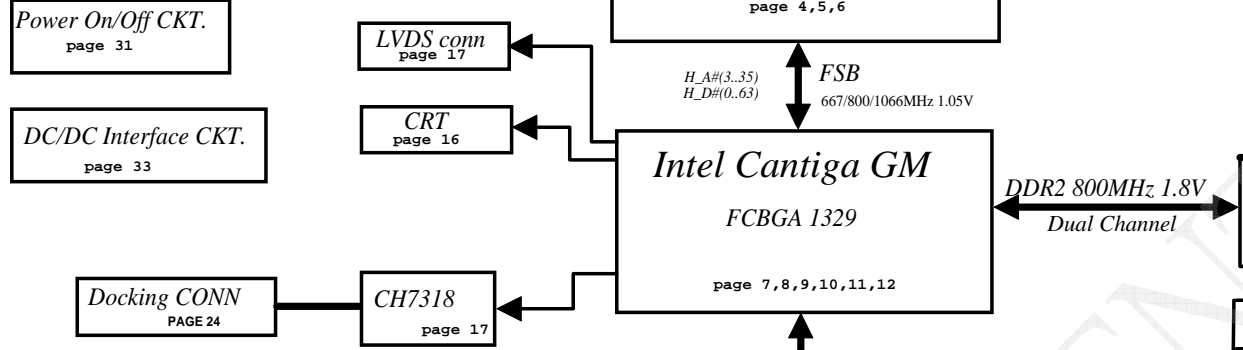 page 4,5,6
Power On/Off CKT.
page 31
LVDS conn
page 17
H_A#(3..35)
H_D#(0..63)
FSB
667/800/1066MHz 1.05V
CRT
page 16
DC/DC Interface CKT.
page 33
Intel Cantiga GM
FCBGA 1329
page 7,8,9,10,11,12
DDR2 800MHz 1.8V
Dual Channel
Docking CONN
PAGE 24
CH7318
page 17